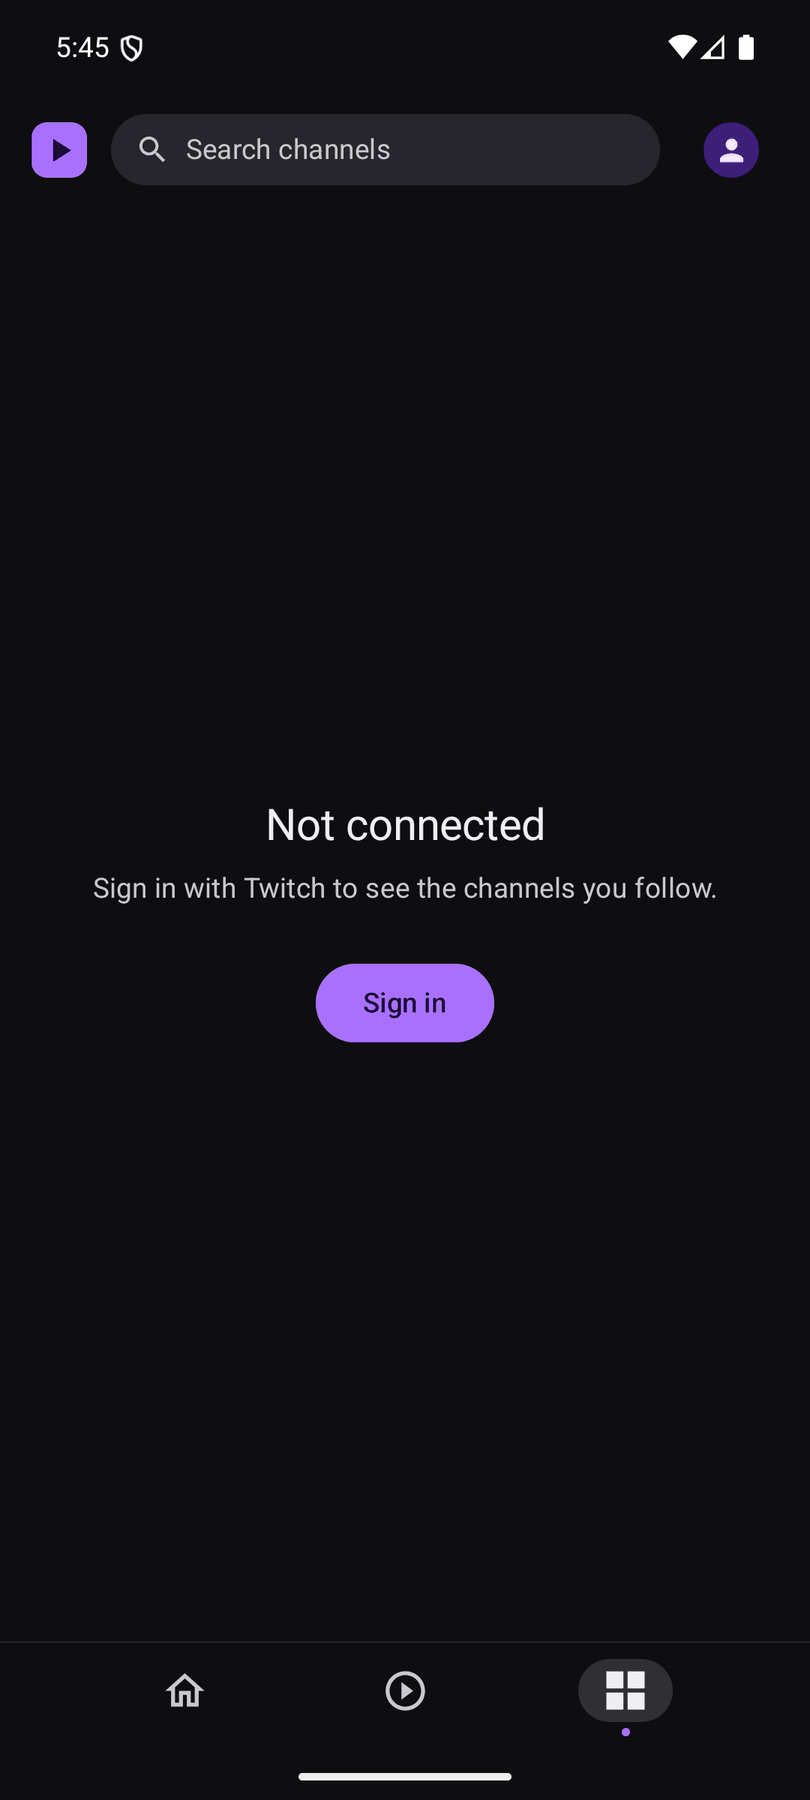 5:45
Search channels
Not connected
Sign in with Twitch to see the channels you follow.
Sign in